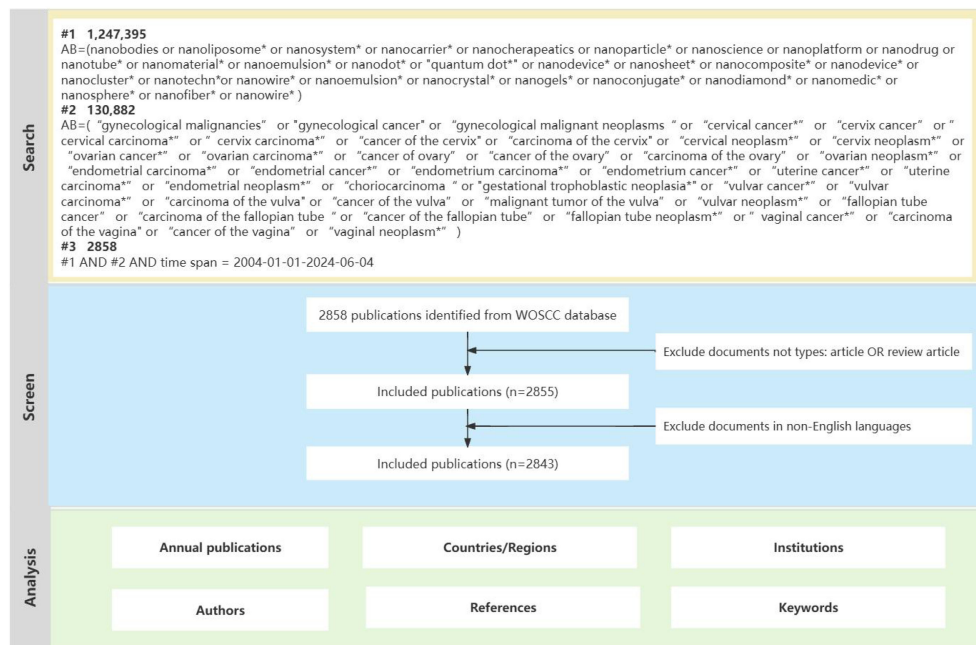 Search
#1 1,247,395
AB=(nanobodies or nanoliposome* or nanosystem* or nanocarrier* or nanocherapeutics or nanoparticle* or nanoscience or nanoplatform or nanodrug or
nanotube* or nanomaterial* or nanoemulsion* or nanodot* or "quantum dot*" or nanodevice* or nanosheet* or nanocomposite* or nanodevice* or
nanocluster* or nanotechn*or nanowire* or nanoemulsion* or nanocrystal* or nanogels* or nanoconjugate* or nanodiamond* or nanomedic* or
nanosphere* or nanofiber* or nanowire* )
#2 130,882
AB=( “gynecological malignancies” or "gynecological cancer" or “gynecological malignant neoplasms “ or “cervical cancer*” or “cervix cancer” or “
cervical carcinoma*” or “ cervix carcinoma*” or “cancer of the cervix" or "carcinoma of the cervix" or “cervical neoplasm*” or “cervix neoplasm*” or
“ovarian cancer*” or “ovarian carcinoma*” or “cancer of ovary” or “cancer of the ovary” or “carcinoma of the ovary” or “ovarian neoplasm*” or
“endometrial carcinoma*” or “endometrial cancer*” or “endometrium carcinoma*” or “endometrium cancer*” or “uterine cancer*” or “uterine
carcinoma*” or “endometrial neoplasm*” or “choriocarcinoma “ or "gestational trophoblastic neoplasia*" or “vulvar cancer*” or “vulvar
carcinoma*” or “carcinoma of the vulva" or “cancer of the vulva” or “malignant tumor of the vulva” or “vulvar neoplasm*” or “fallopian tube
cancer” or “carcinoma of the fallopian tube “ or “cancer of the fallopian tube” or “fallopian tube neoplasm*” or “ vaginal cancer*” or “carcinoma
of the vagina" or “cancer of the vagina” or “vaginal neoplasm*” )
#3 2858
#1 AND #2 AND time span = 2004-01-01-2024-06-04
Screen
2858 publications identified from WOSCC database
Exclude documents not types: article OR review article
Included publications (n=2855)
Exclude documents in non-English languages
Included publications (n=2843)
Analysis
Annual publications
Countries/Regions
Institutions
Authors
References
Keywords